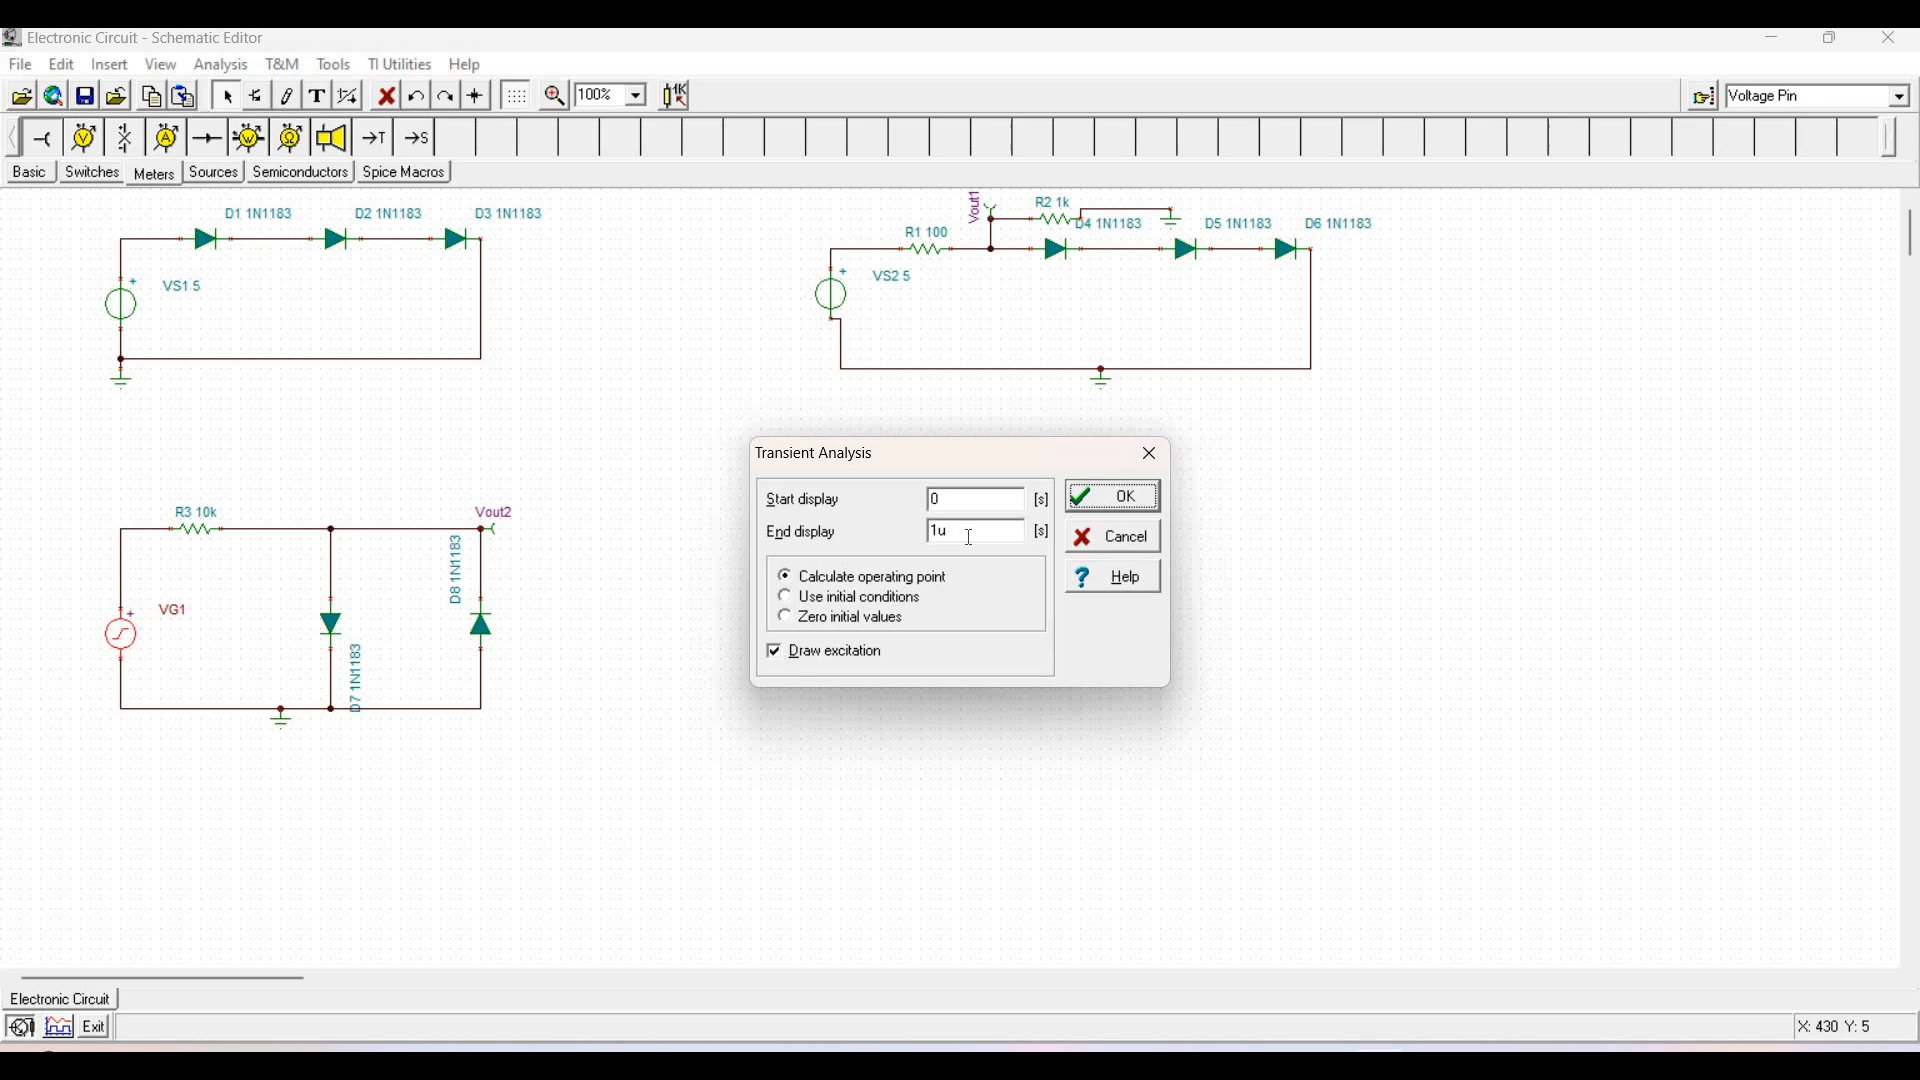 Electronic Circuit - Schematic Editor
File Edit Insert View Analysis T&M Tools TI Utilities Help
T 100% 1K Voltage Pin
V A W Ω →T →S
Basic Switches Meters Sources Semiconductors Spice Macros
D1 1N1183 D2 1N1183 D3 1N1183
+ VS1 5
Vout1 R2 1k
R1 100 D4 1N1183 D5 1N1183 D6 1N1183
+ VS2 5
Transient Analysis
Start display 0 [s] OK
End display 1u [s] Cancel
Calculate operating point ? Help
Use initial conditions
Zero initial values
Draw excitation
R3 10k Vout2
D8 1N1183
+ VG1
D7 1N1183
Electronic Circuit
Exit X: 430 Y: 5